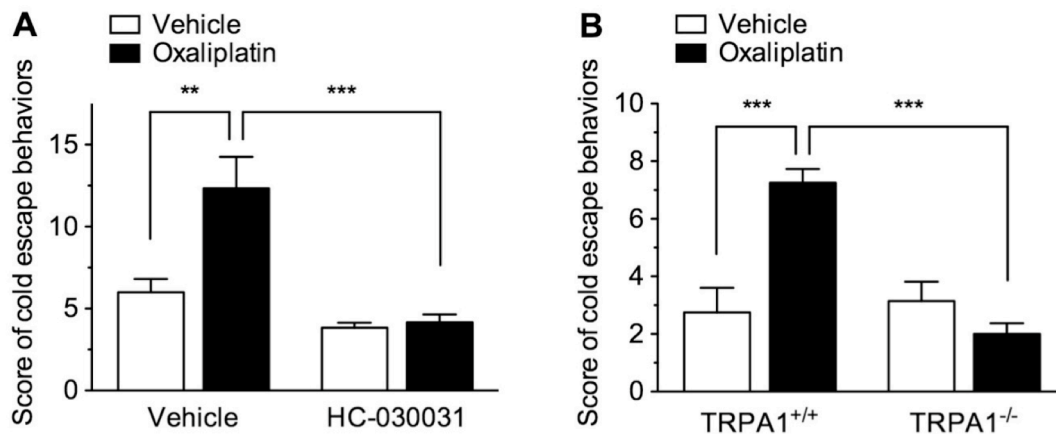 A
Vehicle
Oxaliplatin
Score of cold escape behaviors
15
10
5
0
**
***
Vehicle
HC-030031
B
Vehicle
Oxaliplatin
Score of cold escape behaviors
10
8
6
4
2
0
***
***
TRPA1+/+
TRPA1-/-